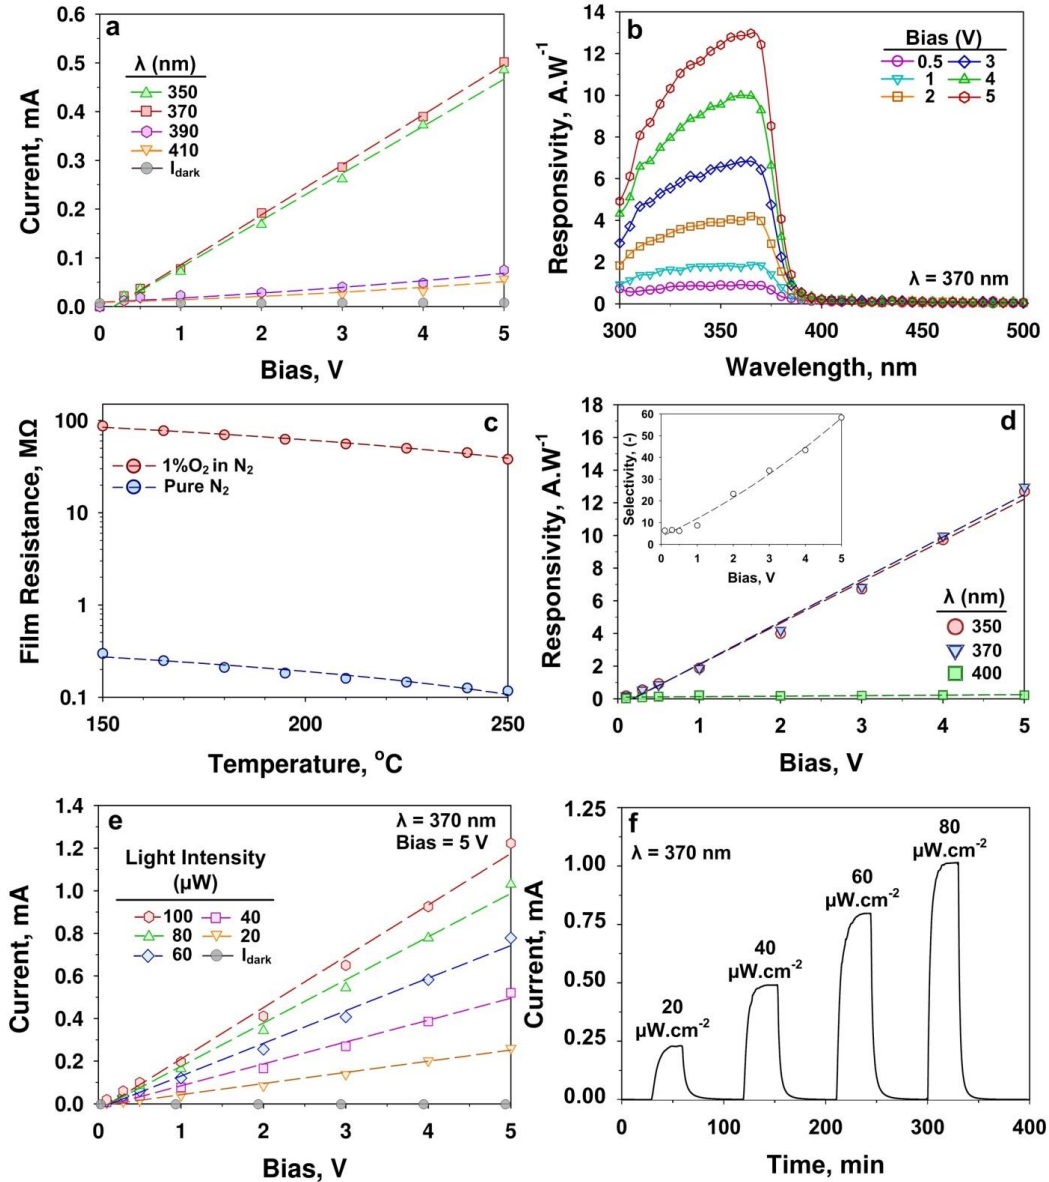 a
λ (nm)
350
370
390
410
I_dark
Current, mA
0.6
0.5
0.4
0.3
0.2
0.1
0.0
0 1 2 3 4 5
Bias, V
b
Bias (V)
0.5 3
1 4
2 5
λ = 370 nm
Responsivity, A.W⁻¹
14
12
10
8
6
4
2
0
300 350 400 450 500
Wavelength, nm
c
1%O₂ in N₂
Pure N₂
Film Resistance, MΩ
100
10
1
0.1
150 200 250
Temperature, °C
d
Responsivity, A.W⁻¹
18
16
14
12
10
8
6
4
2
0
0 1 2 3 4 5
Bias, V
Selectivity, (-)
60
50
40
30
20
10
0
0 1 2 3 4 5
Bias, V
λ (nm)
350
370
400
e
λ = 370 nm
Bias = 5 V
Light Intensity
(µW)
100 40
80 20
60 I_dark
Current, mA
1.4
1.2
1.0
0.8
0.6
0.4
0.2
0.0
0 1 2 3 4 5
Bias, V
f
λ = 370 nm
20
µW.cm⁻²
40
µW.cm⁻²
60
µW.cm⁻²
80
µW.cm⁻²
Current, mA
1.25
1.00
0.75
0.50
0.25
0.00
0 100 200 300 400
Time, min